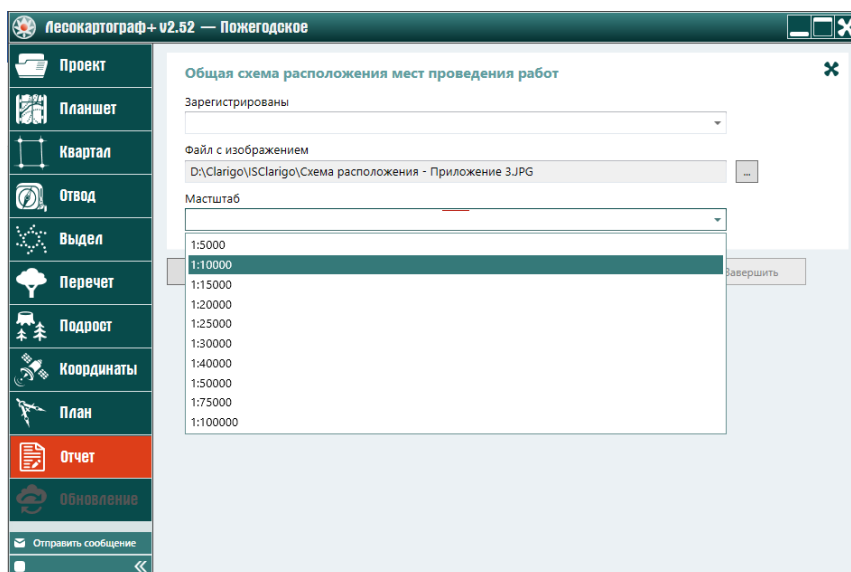 Лесокартограф+ v2.52 — Пожегодское
Проект
Планшет
Квартал
Отвод
Выдел
Перечет
Подрост
Координаты
План
Отчет
Обновление
Отправить сообщение
Общая схема расположения мест проведения работ
Зарегистрированы
Файл с изображением
D:\Clarigo\ISClarigo\Схема расположения - Приложение 3.JPG
...
Мастштаб
1:5000
1:10000
1:15000
1:20000
1:25000
1:30000
1:40000
1:50000
1:75000
1:100000
Завершить